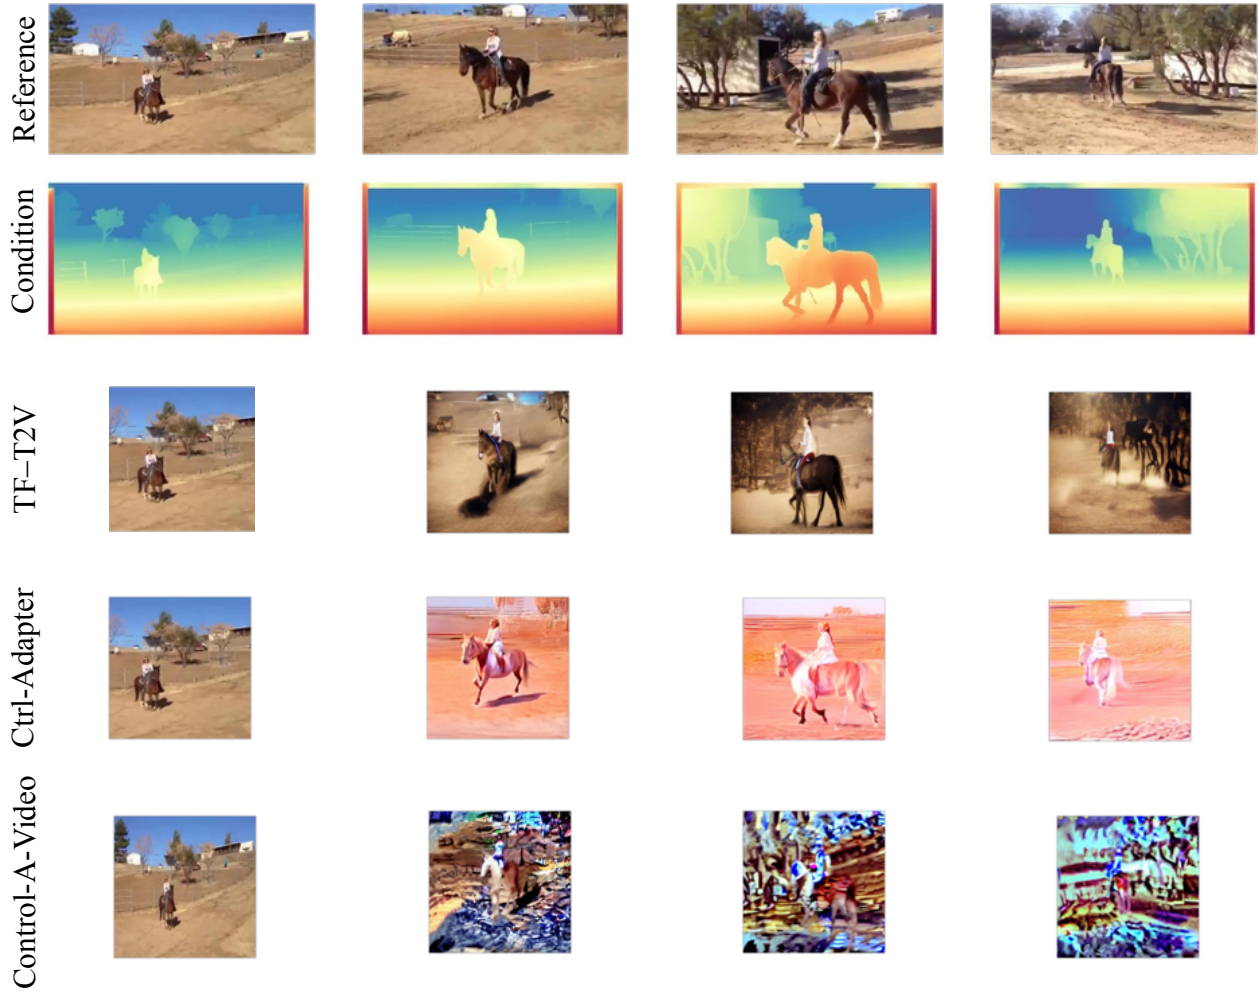 Reference
Condition
TF–T2V
Ctrl-Adapter
Control-A-Video